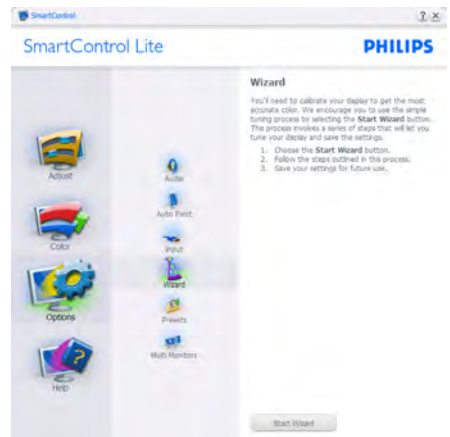 SmartControl
? X
SmartControl Lite
PHILIPS
Wizard
You'll need to calibrate your display to get the most
accurate color. We encourage you to use the simple
tuning process by selecting the Start Wizard button.
This process involves a series of steps that will let you
tune your display and save the settings.
1. Choose the Start Wizard button.
2. Follow the steps outlined in this process.
3. Save your settings for future use.
Adjust
Color
Options
Help
Audio
Auto Pivot
Input
Wizard
Presets
Multi Monitors
Start Wizard